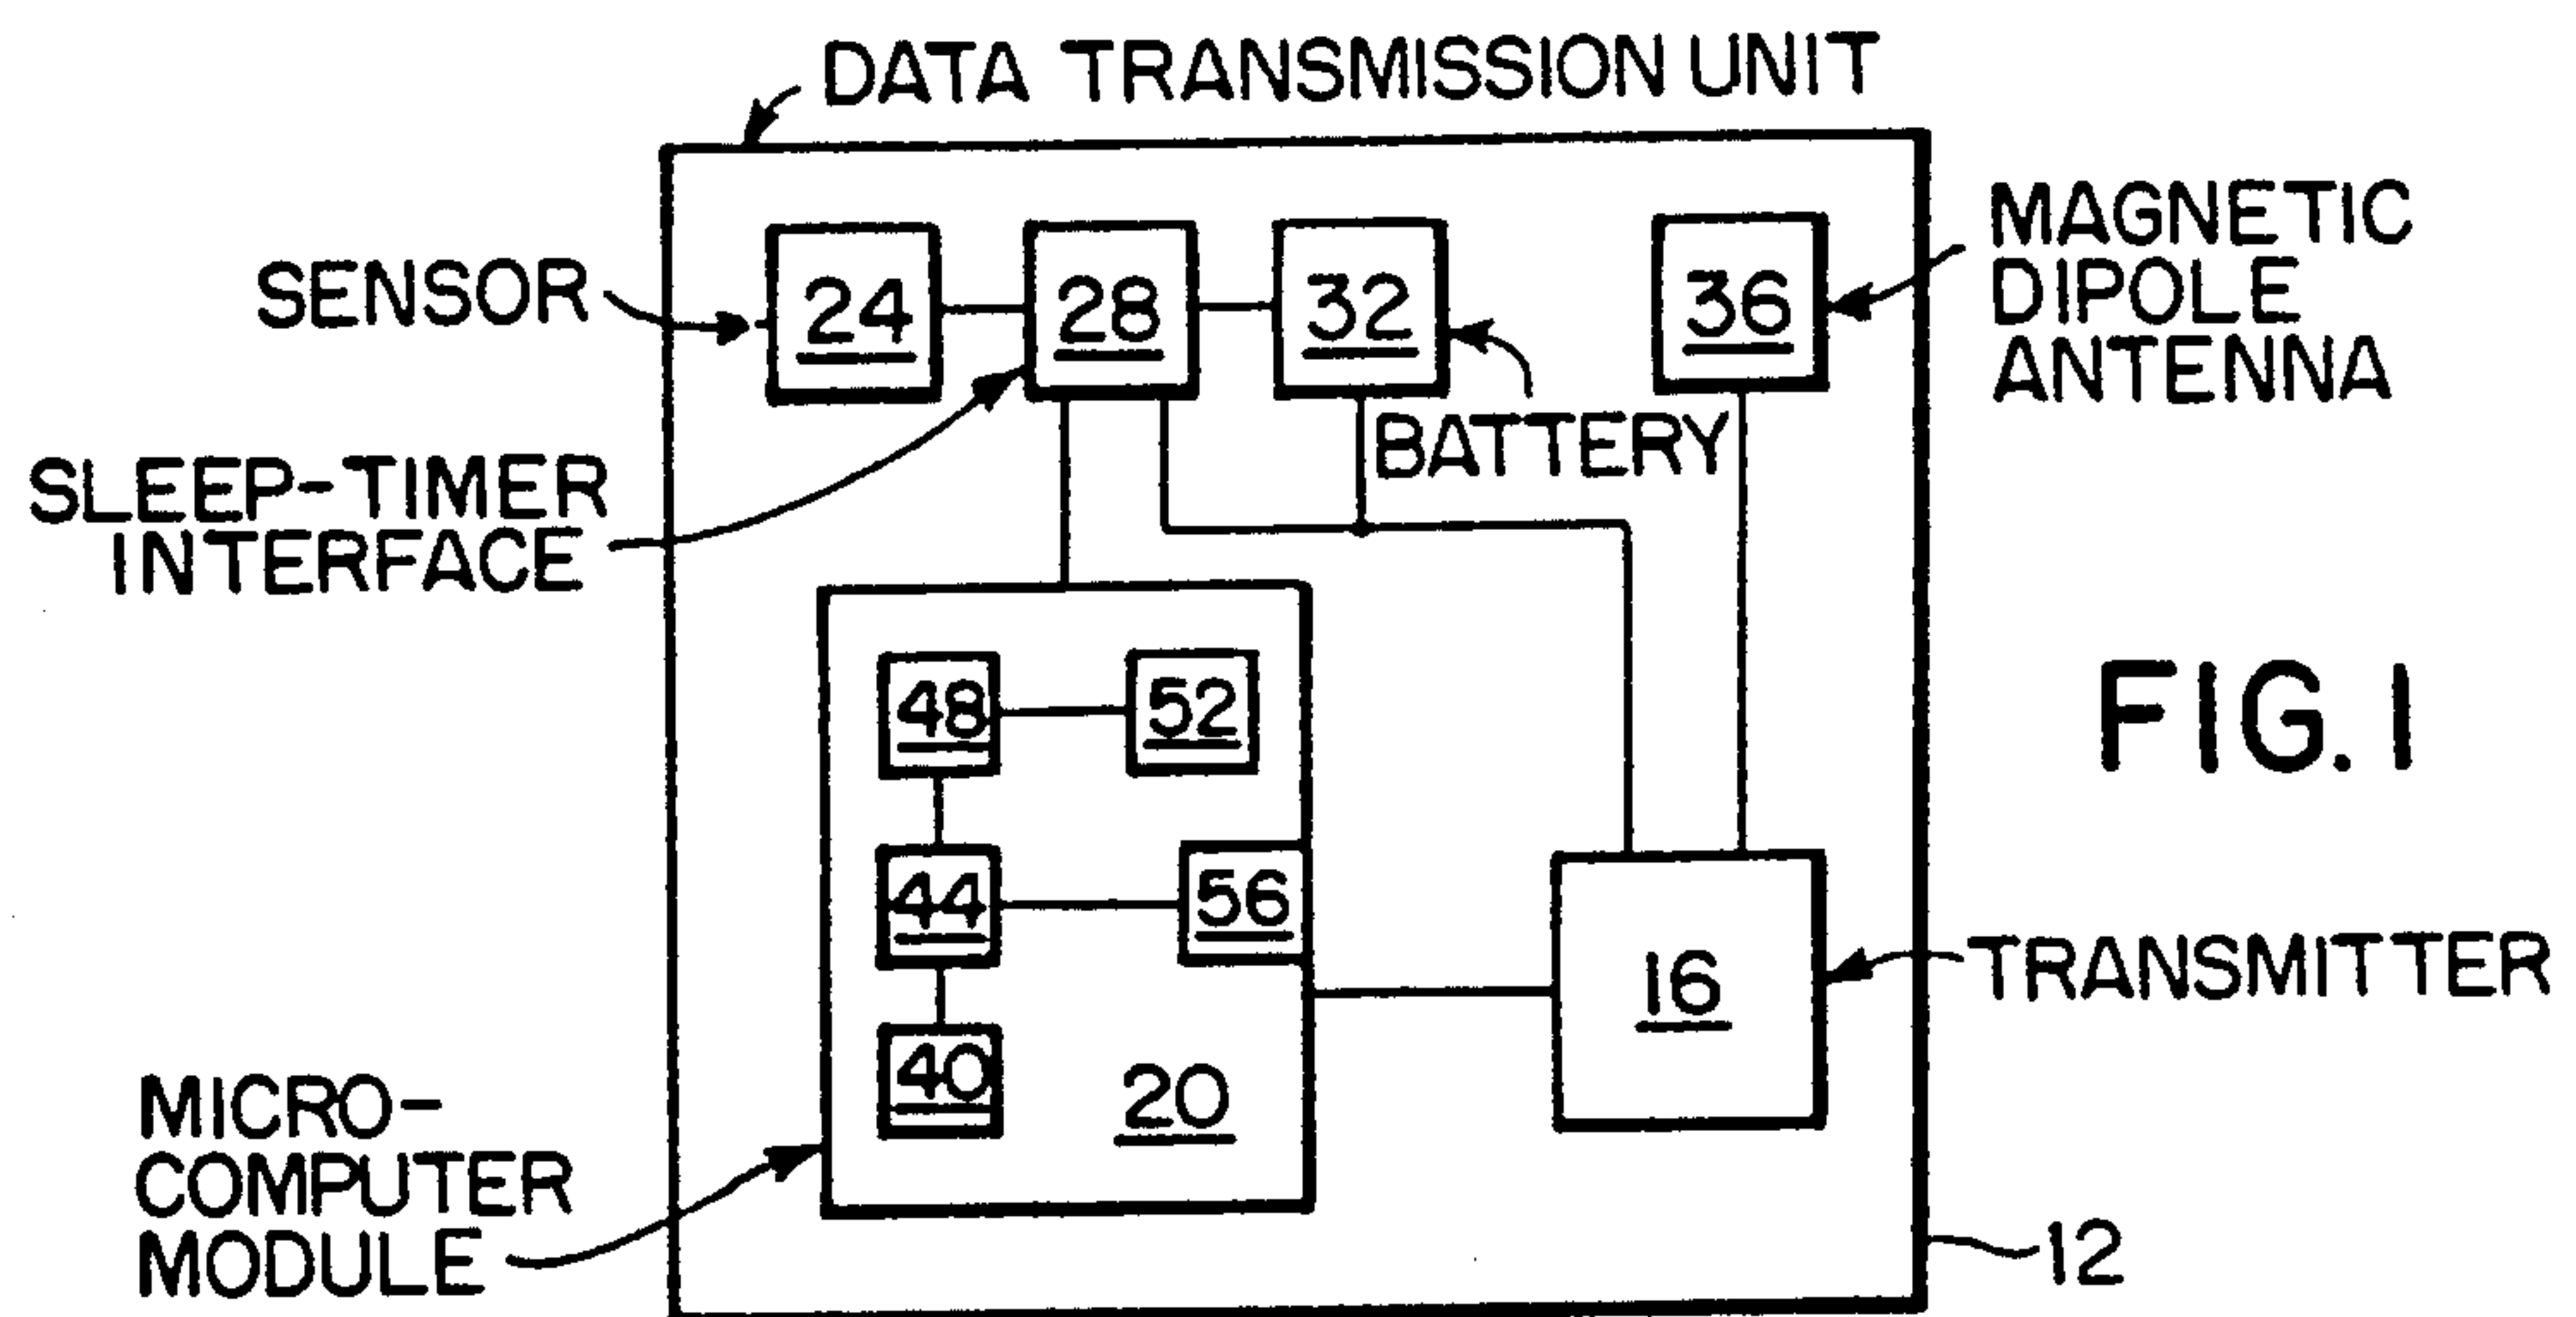 DATA TRANSMISSION UNIT
MAGNETIC
DIPOLE
ANTENNA
SENSOR
24
28
32
36
BATTERY
SLEEP-TIMER
INTERFACE
48
52
FIG. 1
44
56
16
TRANSMITTER
40
20
MICRO-
COMPUTER
MODULE
12